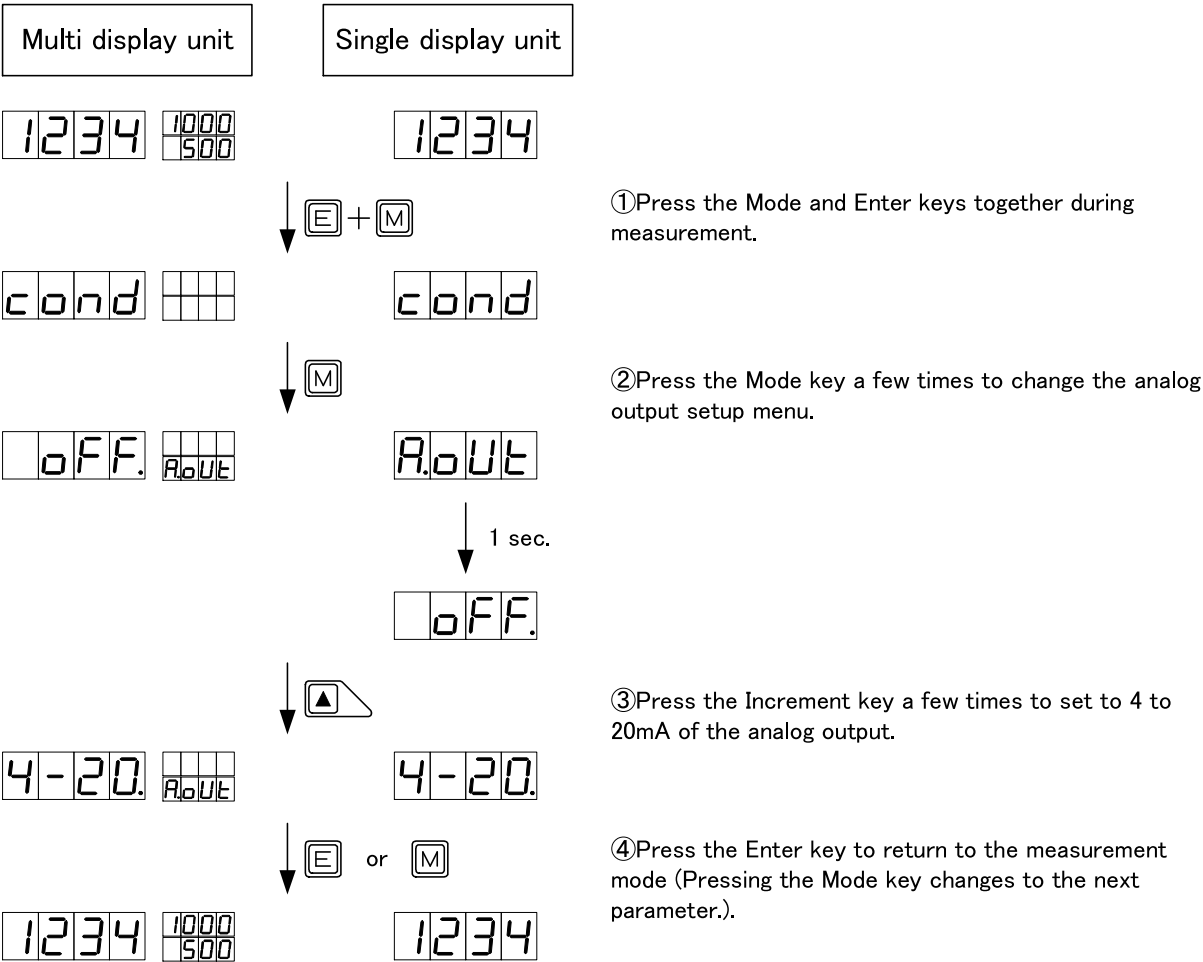 Multi display unit
Single display unit
1234 1000 1234
500
E + M
①Press the Mode and Enter keys together during
measurement.
cond cond
M
②Press the Mode key a few times to change the analog
output setup menu.
oFF. A.oUt A.oUt
1 sec.
oFF.
▲
③Press the Increment key a few times to set to 4 to
20mA of the analog output.
4-20. A.oUt 4-20.
E or M
④Press the Enter key to return to the measurement
mode (Pressing the Mode key changes to the next
parameter.).
1234 1000 1234
500